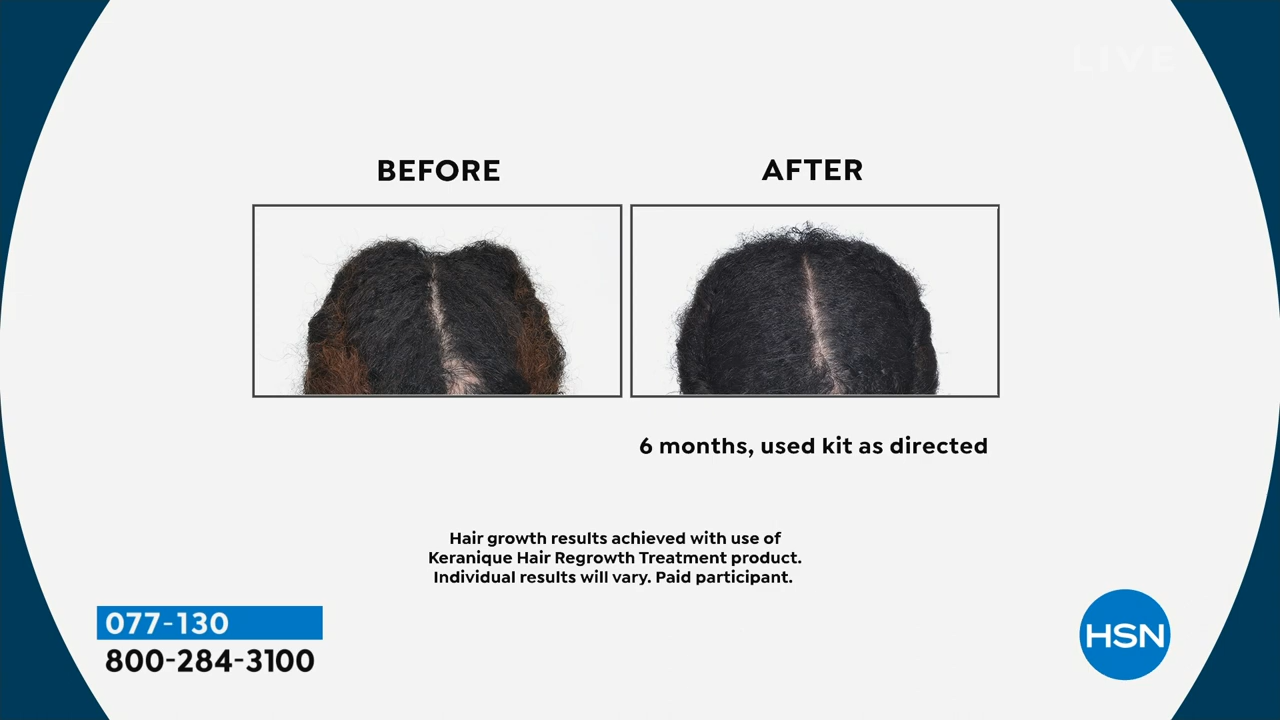 LIVE
BEFORE
AFTER
6 months, used kit as directed
Hair growth results achieved with use of
Keranique Hair Regrowth Treatment product.
Individual results will vary. Paid participant.
077-130
800-284-3100
HSN